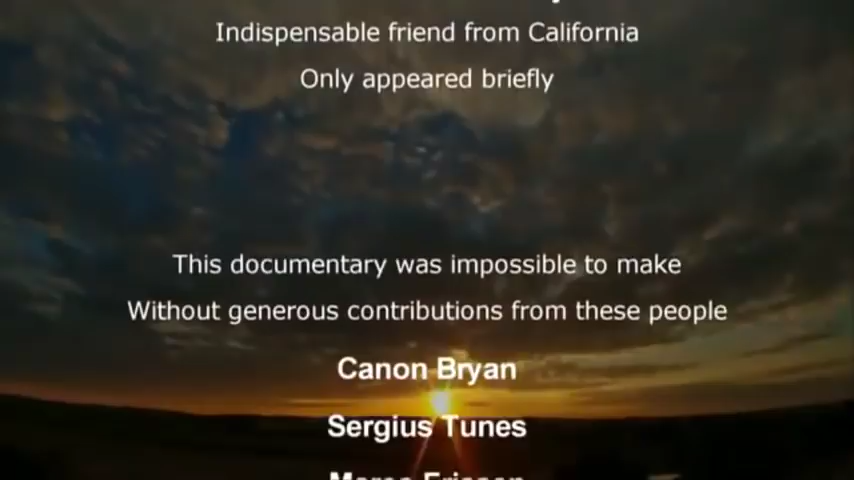 Indispensable friend from California
Only appeared briefly
This documentary was impossible to make
Without generous contributions from these people
Canon Bryan
Sergius Tunes